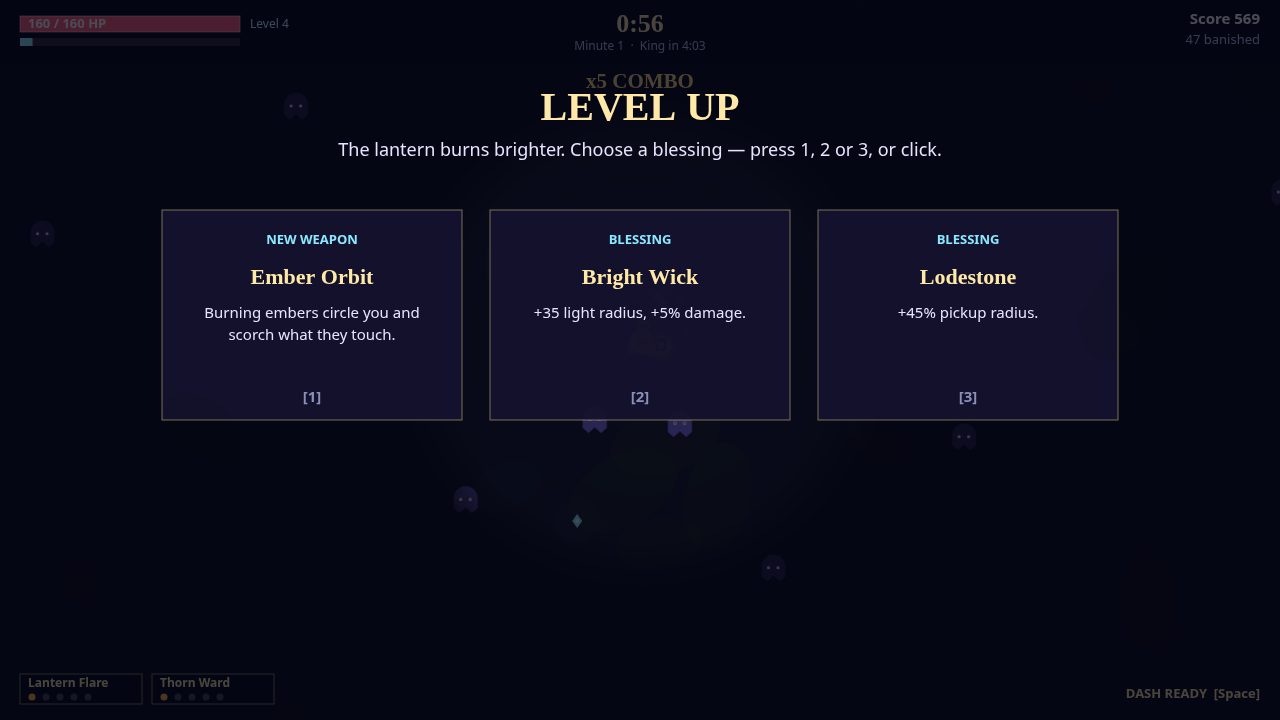 160 / 160 HP
Level 4
0:56
Minute 1 · King in 4:03
Score 569
47 banished
x5 COMBO
LEVEL UP
The lantern burns brighter. Choose a blessing — press 1, 2 or 3, or click.
NEW WEAPON
Ember Orbit
Burning embers circle you and
scorch what they touch.
[1]
BLESSING
Bright Wick
+35 light radius, +5% damage.
[2]
BLESSING
Lodestone
+45% pickup radius.
[3]
Lantern Flare
Thorn Ward
DASH READY [Space]